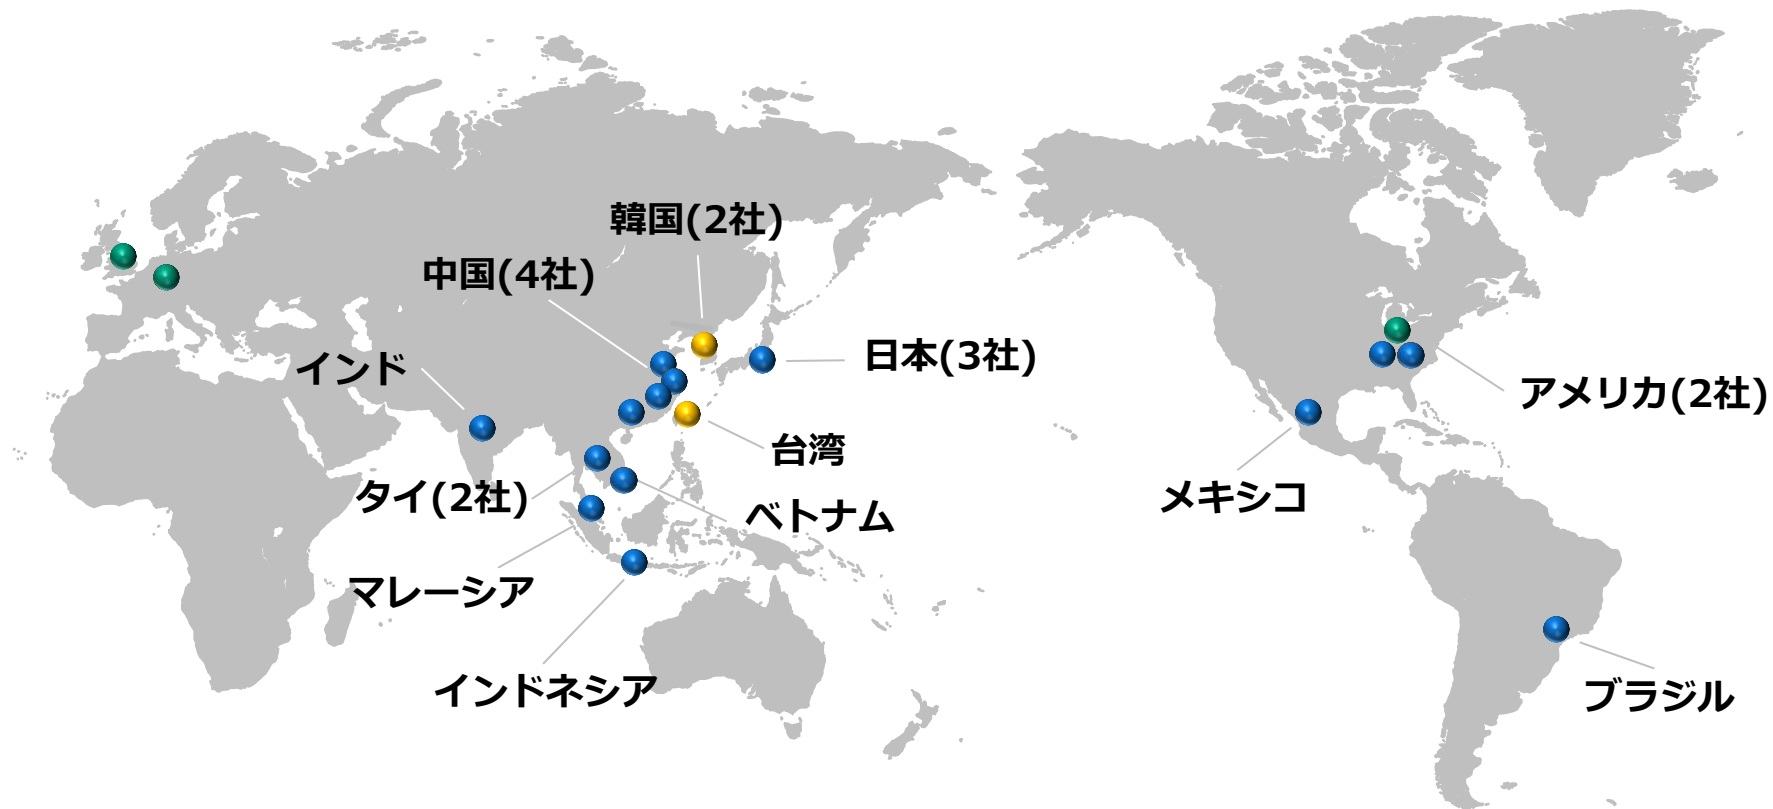 韓国(2社)
中国(4社)
日本(3社)
インド
アメリカ(2社)
台湾
タイ(2社)
メキシコ
ベトナム
マレーシア
インドネシア
ブラジル